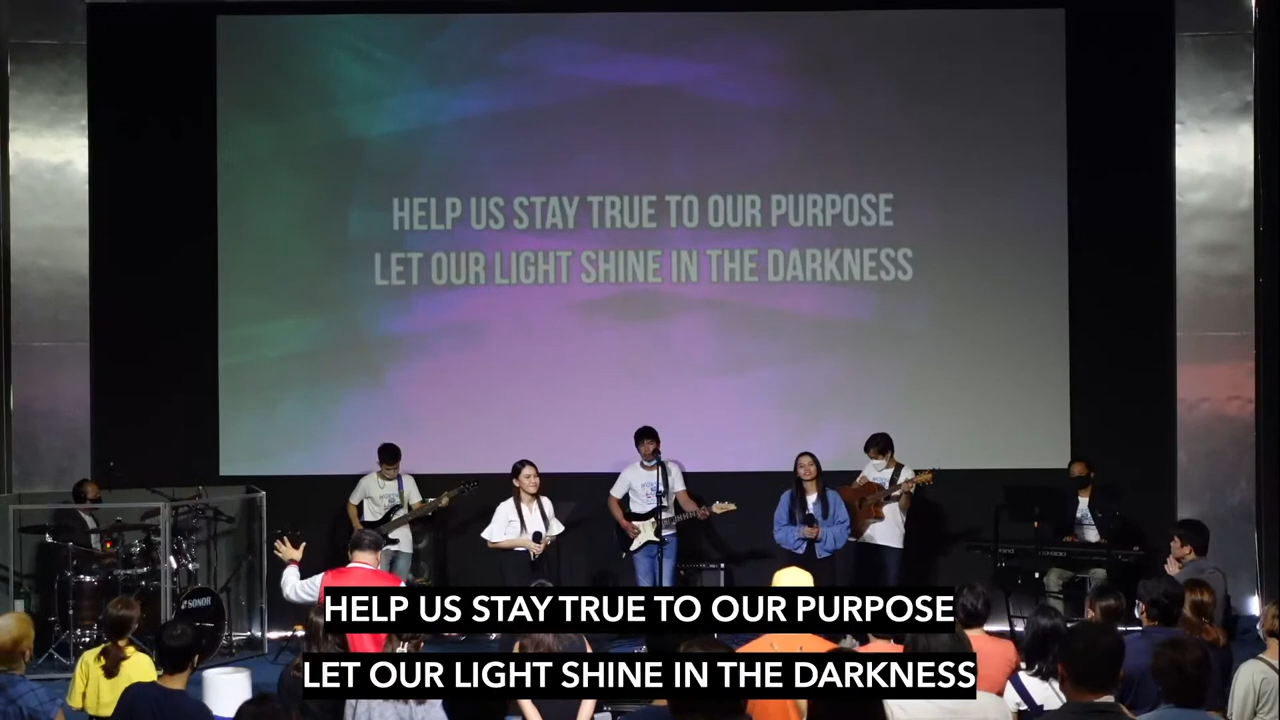 HELP US STAY TRUE TO OUR PURPOSE
LET OUR LIGHT SHINE IN THE DARKNESS
SONOR
HELP US STAY TRUE TO OUR PURPOSE
LET OUR LIGHT SHINE IN THE DARKNESS